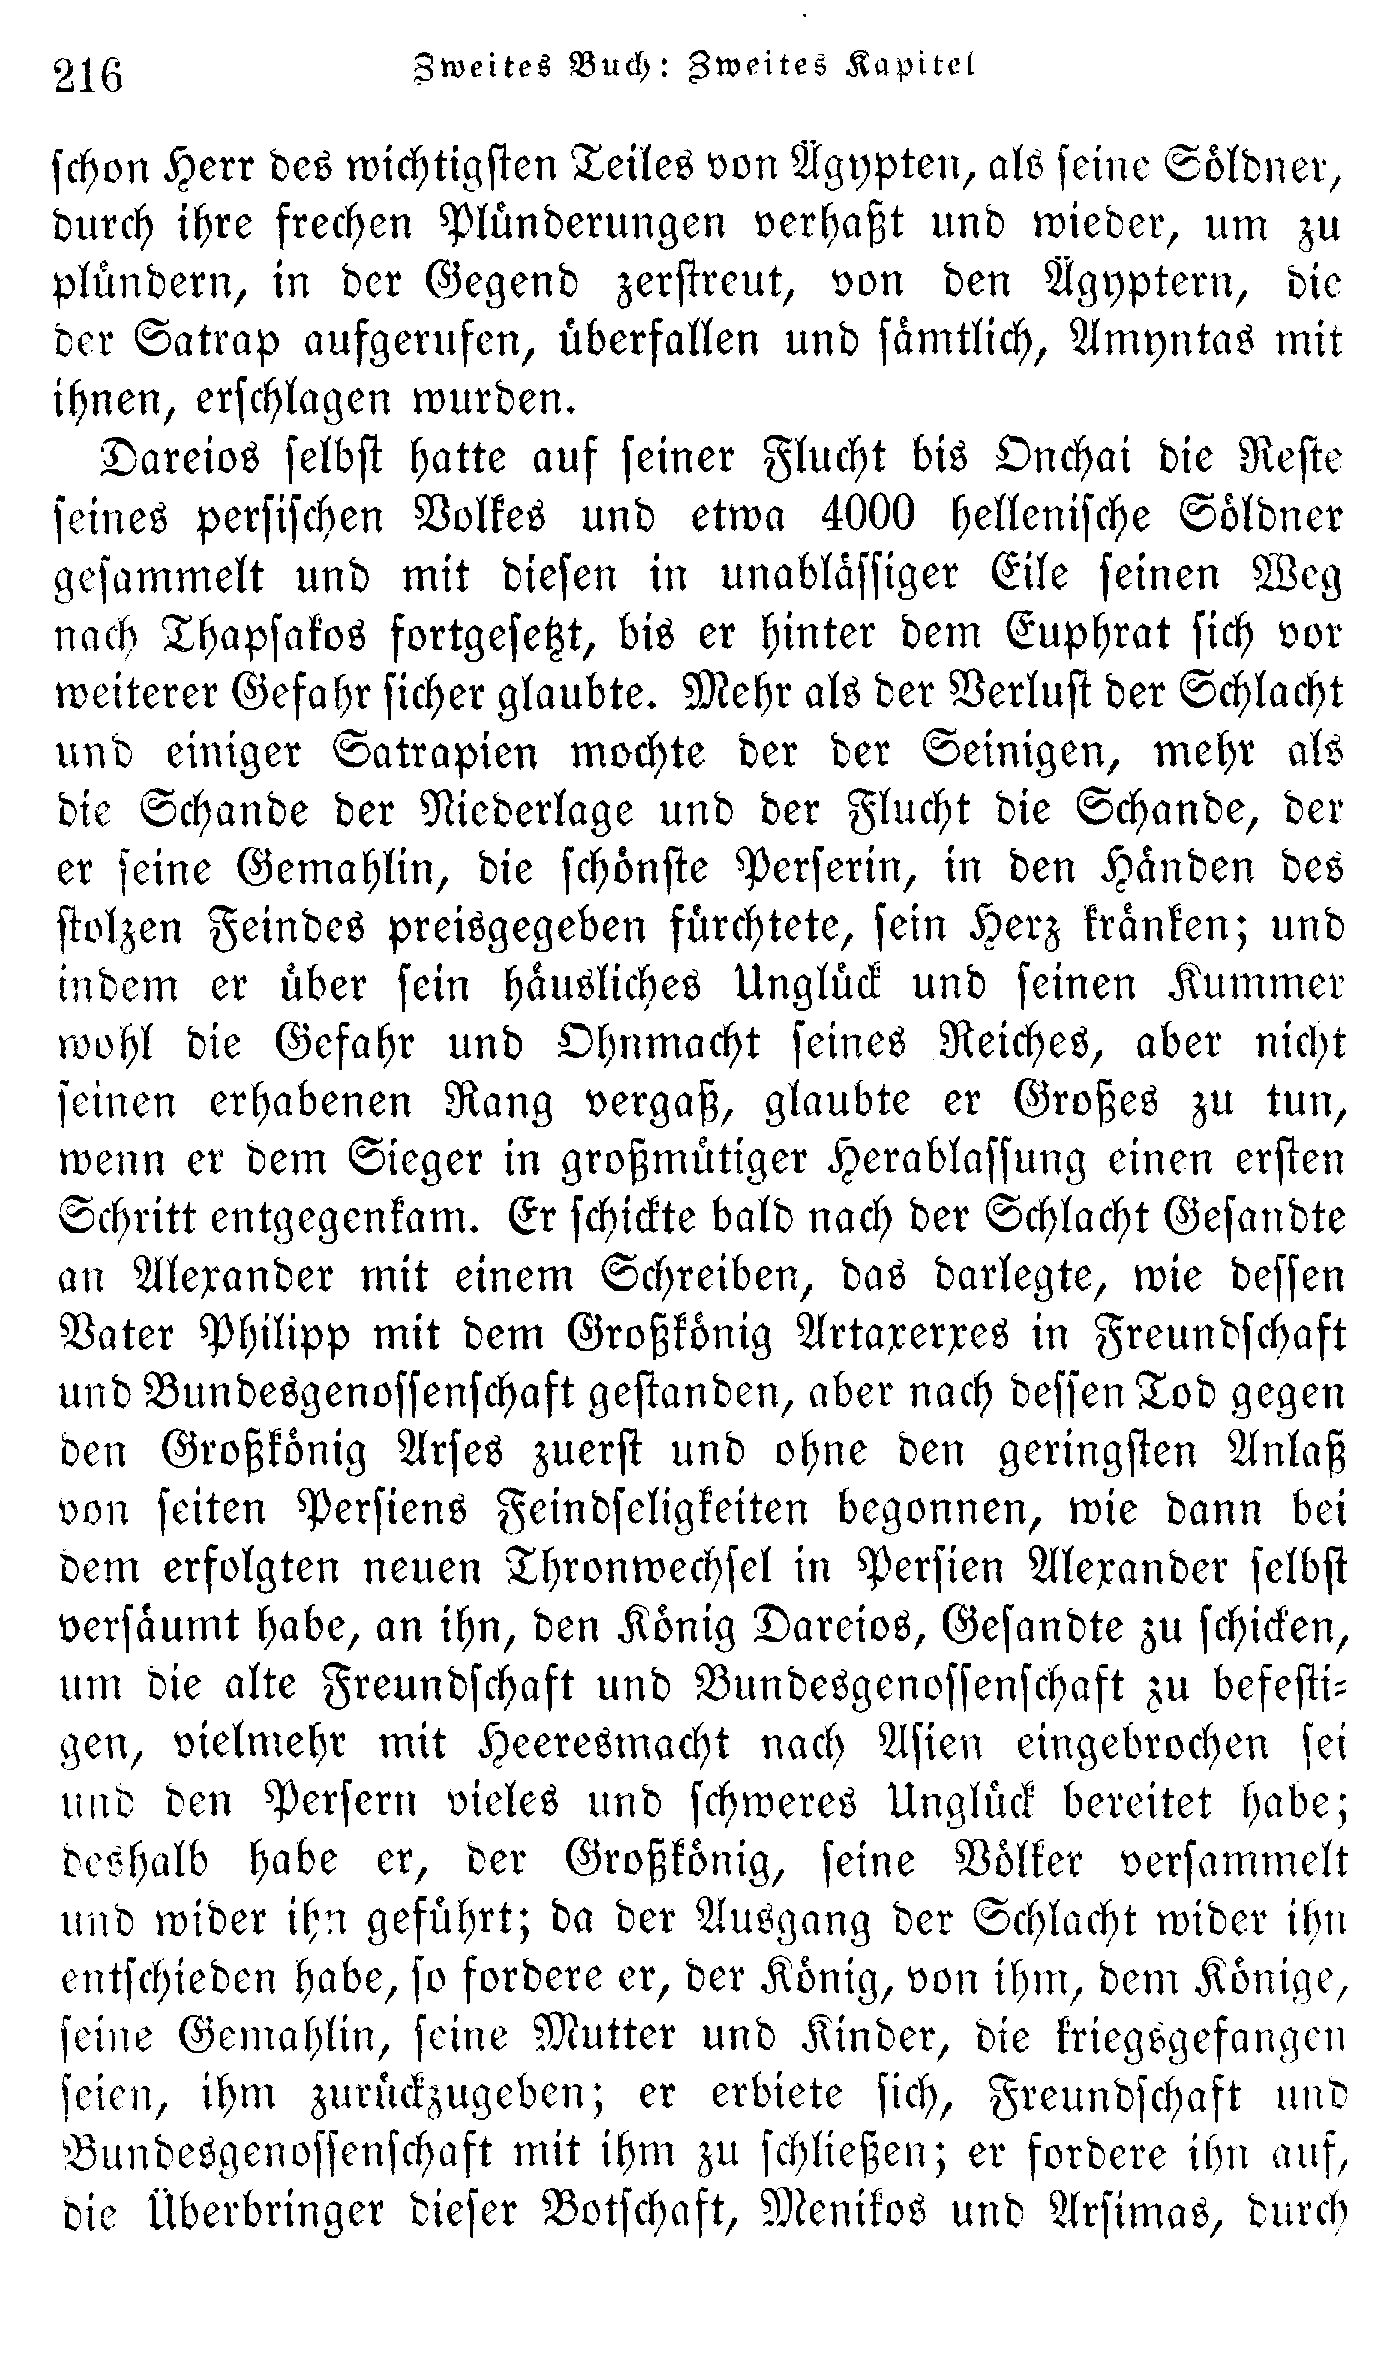 216 Zweites Buch: Zweites Kapitel
schon Herr des wichtigsten Teiles von Ägypten, als seine Söldner,
durch ihre frechen Plünderungen verhaßt und wieder, um zu
plündern, in der Gegend zerstreut, von den Ägyptern, die
der Satrap aufgerufen, überfallen und sämtlich, Amyntas mit
ihnen, erschlagen wurden.
Dareios selbst hatte auf seiner Flucht bis Onchai die Reste
seines persischen Volkes und etwa 4000 hellenische Söldner
gesammelt und mit diesen in unablässiger Eile seinen Weg
nach Thapsakos fortgesetzt, bis er hinter dem Euphrat sich vor
weiterer Gefahr sicher glaubte. Mehr als der Verlust der Schlacht
und einiger Satrapien mochte der der Seinigen, mehr als
die Schande der Niederlage und der Flucht die Schande, der
er seine Gemahlin, die schönste Perserin, in den Händen des
stolzen Feindes preisgegeben fürchtete, sein Herz kränken; und
indem er über sein häusliches Unglück und seinen Kummer
wohl die Gefahr und Ohnmacht seines Reiches, aber nicht
seinen erhabenen Rang vergaß, glaubte er Großes zu tun,
wenn er dem Sieger in großmütiger Herablassung einen ersten
Schritt entgegenkam. Er schickte bald nach der Schlacht Gesandte
an Alexander mit einem Schreiben, das darlegte, wie dessen
Vater Philipp mit dem Großkönig Artaxerxes in Freundschaft
und Bundesgenossenschaft gestanden, aber nach dessen Tod gegen
den Großkönig Arses zuerst und ohne den geringsten Anlaß
von seiten Persiens Feindseligkeiten begonnen, wie dann bei
dem erfolgten neuen Thronwechsel in Persien Alexander selbst
versäumt habe, an ihn, den König Dareios, Gesandte zu schicken,
um die alte Freundschaft und Bundesgenossenschaft zu befesti-
gen, vielmehr mit Heeresmacht nach Asien eingebrochen sei
und den Persern vieles und schweres Unglück bereitet habe;
deshalb habe er, der Großkönig, seine Völker versammelt
und wider ihn geführt; da der Ausgang der Schlacht wider ihn
entschieden habe, so fordere er, der König, von ihm, dem Könige,
seine Gemahlin, seine Mutter und Kinder, die kriegsgefangen
seien, ihm zurückzugeben; er erbiete sich, Freundschaft und
Bundesgenossenschaft mit ihm zu schließen; er fordere ihn auf,
die Überbringer dieser Botschaft, Menikos und Arsimas, durch